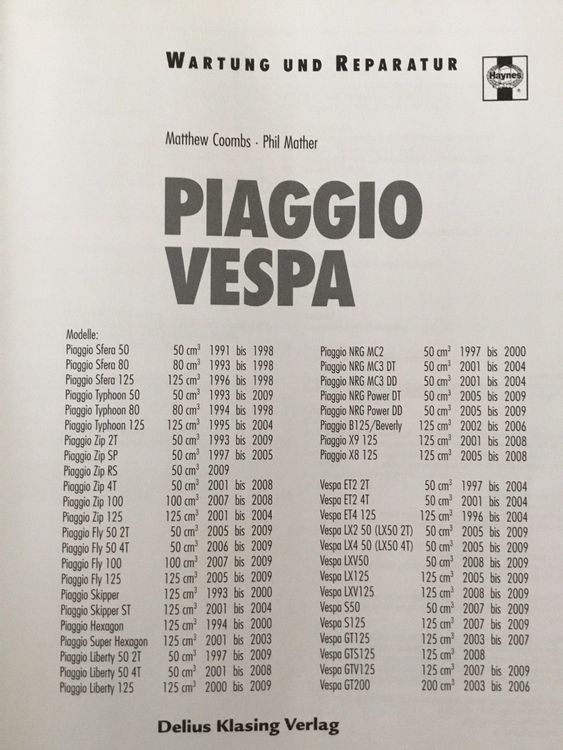 WARTUNG UND REPARATUR
Haynes
®
Matthew Coombs · Phil Mather
PIAGGIO
VESPA
Modelle:
Piaggio Sfera 50 50 cm³ 1991 bis 1998
Piaggio Sfera 80 80 cm³ 1993 bis 1998
Piaggio Sfera 125 125 cm³ 1996 bis 1998
Piaggio Typhoon 50 50 cm³ 1993 bis 2009
Piaggio Typhoon 80 80 cm³ 1994 bis 1998
Piaggio Typhoon 125 125 cm³ 1995 bis 2004
Piaggio Zip 2T 50 cm³ 1993 bis 2009
Piaggio Zip SP 50 cm³ 1997 bis 2005
Piaggio Zip RS 50 cm³ 2009
Piaggio Zip 4T 50 cm³ 2001 bis 2008
Piaggio Zip 100 100 cm³ 2007 bis 2008
Piaggio Zip 125 125 cm³ 2001 bis 2004
Piaggio Fly 50 2T 50 cm³ 2005 bis 2009
Piaggio Fly 50 4T 50 cm³ 2006 bis 2009
Piaggio Fly 100 100 cm³ 2007 bis 2009
Piaggio Fly 125 125 cm³ 2005 bis 2009
Piaggio Skipper 125 cm³ 1993 bis 2000
Piaggio Skipper ST 125 cm³ 2001 bis 2004
Piaggio Hexagon 125 cm³ 1994 bis 2000
Piaggio Super Hexagon 125 cm³ 2001 bis 2003
Piaggio Liberty 50 2T 50 cm³ 1997 bis 2009
Piaggio Liberty 50 4T 50 cm³ 2001 bis 2008
Piaggio Liberty 125 125 cm³ 2000 bis 2009
Piaggio NRG MC2 50 cm³ 1997 bis 2000
Piaggio NRG MC3 DT 50 cm³ 2001 bis 2004
Piaggio NRG MC3 DD 50 cm³ 2001 bis 2004
Piaggio NRG Power DT 50 cm³ 2005 bis 2009
Piaggio NRG Power DD 50 cm³ 2005 bis 2009
Piaggio B125/Beverly 125 cm³ 2002 bis 2006
Piaggio X9 125 125 cm³ 2001 bis 2008
Piaggio X8 125 125 cm³ 2005 bis 2008
Vespa ET2 2T 50 cm³ 1997 bis 2004
Vespa ET2 4T 50 cm³ 2001 bis 2004
Vespa ET4 125 125 cm³ 1996 bis 2004
Vespa LX2 50 (LX50 2T) 50 cm³ 2005 bis 2009
Vespa LX4 50 (LX50 4T) 50 cm³ 2005 bis 2009
Vespa LXV50 50 cm³ 2008 bis 2009
Vespa LX125 125 cm³ 2005 bis 2009
Vespa LXV125 125 cm³ 2008 bis 2009
Vespa S50 50 cm³ 2007 bis 2009
Vespa S125 125 cm³ 2007 bis 2009
Vespa GT125 125 cm³ 2003 bis 2007
Vespa GTS125 125 cm³ 2008
Vespa GTV125 125 cm³ 2007 bis 2009
Vespa GT200 200 cm³ 2003 bis 2006
Delius Klasing Verlag